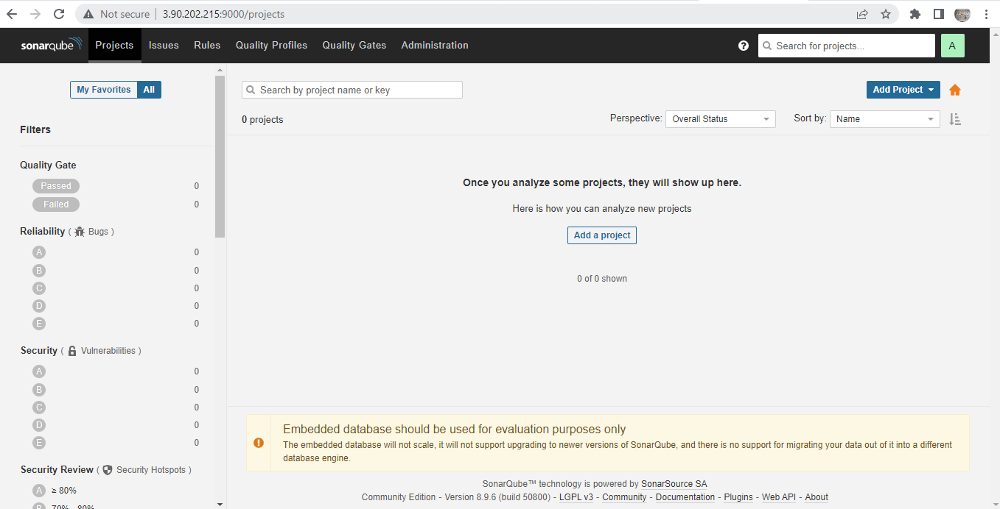 Not secure | 3.90.202.215:9000/projects
sonarqube Projects Issues Rules Quality Profiles Quality Gates Administration ? Search for projects... A
My Favorites All
Search by project name or key
Add Project
0 projects
Perspective: Overall Status
Sort by: Name
Filters
Quality Gate
Passed 0
Failed 0
Reliability ( Bugs )
A 0
B 0
C 0
D 0
E 0
Security ( Vulnerabilities )
A 0
B 0
C 0
D 0
E 0
Security Review ( Security Hotspots )
A ≥ 80%
B 70% - 80%
Once you analyze some projects, they will show up here.
Here is how you can analyze new projects
Add a project
0 of 0 shown
Embedded database should be used for evaluation purposes only
The embedded database will not scale, it will not support upgrading to newer versions of SonarQube, and there is no support for migrating your data out of it into a different
database engine.
SonarQube™ technology is powered by SonarSource SA
Community Edition - Version 8.9.6 (build 50800) - LGPL v3 - Community - Documentation - Plugins - Web API - About